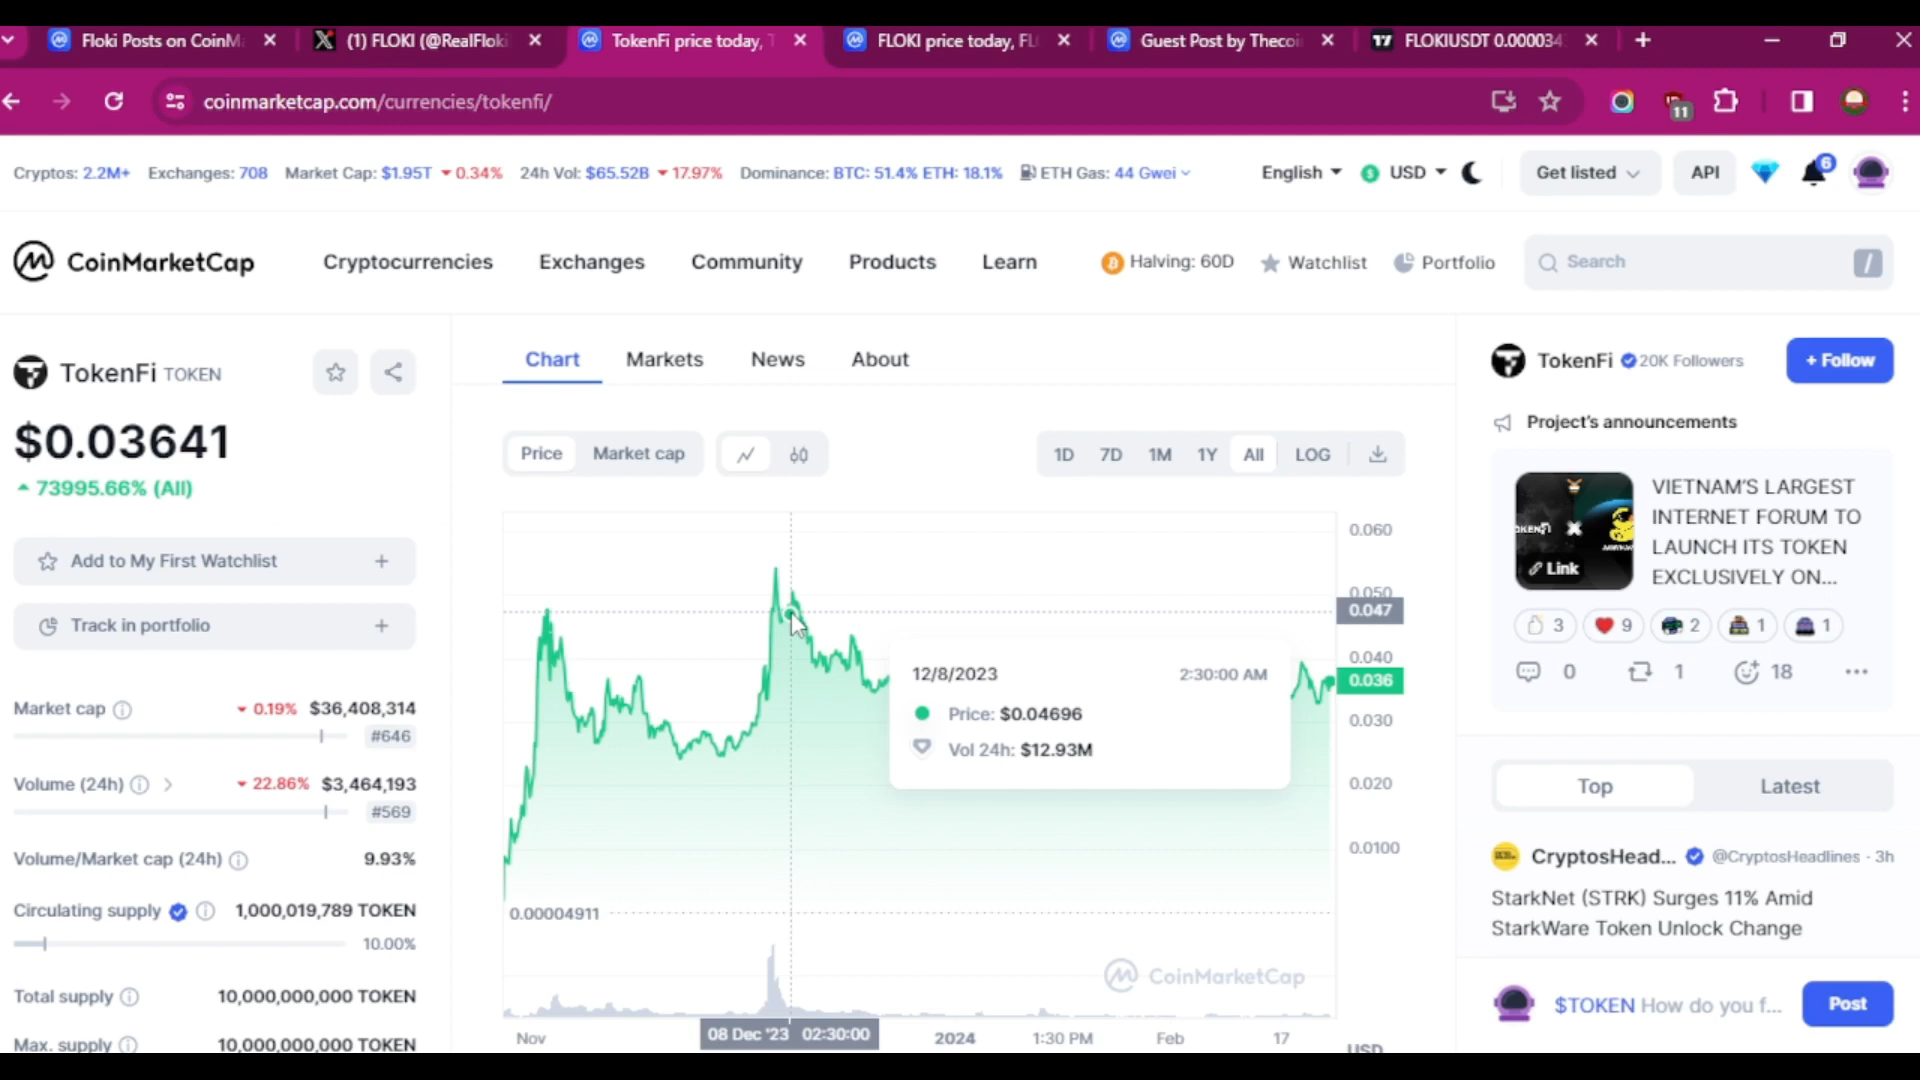 Floki Posts on CoinM
(1) FLOKI (@RealFloki
TokenFi price today, T
FLOKI price today, FL
Guest Post by Thecoi
FLOKIUSDT 0.000034
coinmarketcap.com/currencies/tokenfi/
11
Cryptos: 2.2M+ Exchanges: 708 Market Cap: $1.95T 0.34% 24h Vol: $65.52B 17.97% Dominance: BTC: 51.4% ETH: 18.1% ETH Gas: 44 Gwei
English USD Get listed API 6
CoinMarketCap
Cryptocurrencies Exchanges Community Products Learn
Halving: 60D Watchlist Portfolio Search /
TokenFi TOKEN
$0.03641
73995.66% (All)
Add to My First Watchlist +
Track in portfolio +
Market cap 0.19% $36,408,314
#646
Volume (24h) 22.86% $3,464,193
#569
Volume/Market cap (24h) 9.93%
Circulating supply 1,000,019,789 TOKEN
10.00%
Total supply 10,000,000,000 TOKEN
Max. supply 10,000,000,000 TOKEN
Chart Markets News About
Price Market cap
1D 7D 1M 1Y All LOG
0.060
0.050
0.047
0.040
0.036
0.030
0.020
0.0100
12/8/2023 2:30:00 AM
Price: $0.04696
Vol 24h: $12.93M
0.00004911
CoinMarketCap
Nov 08 Dec '23 02:30:00 2024 1:30 PM Feb 17
USD
TokenFi 20K Followers + Follow
Project's announcements
Link
VIETNAM'S LARGEST
INTERNET FORUM TO
LAUNCH ITS TOKEN
EXCLUSIVELY ON...
3 9 2 1 1
0 1 18
Top Latest
CryptosHead... @CryptosHeadlines · 3h
StarkNet (STRK) Surges 11% Amid
StarkWare Token Unlock Change
$TOKEN How do you f... Post